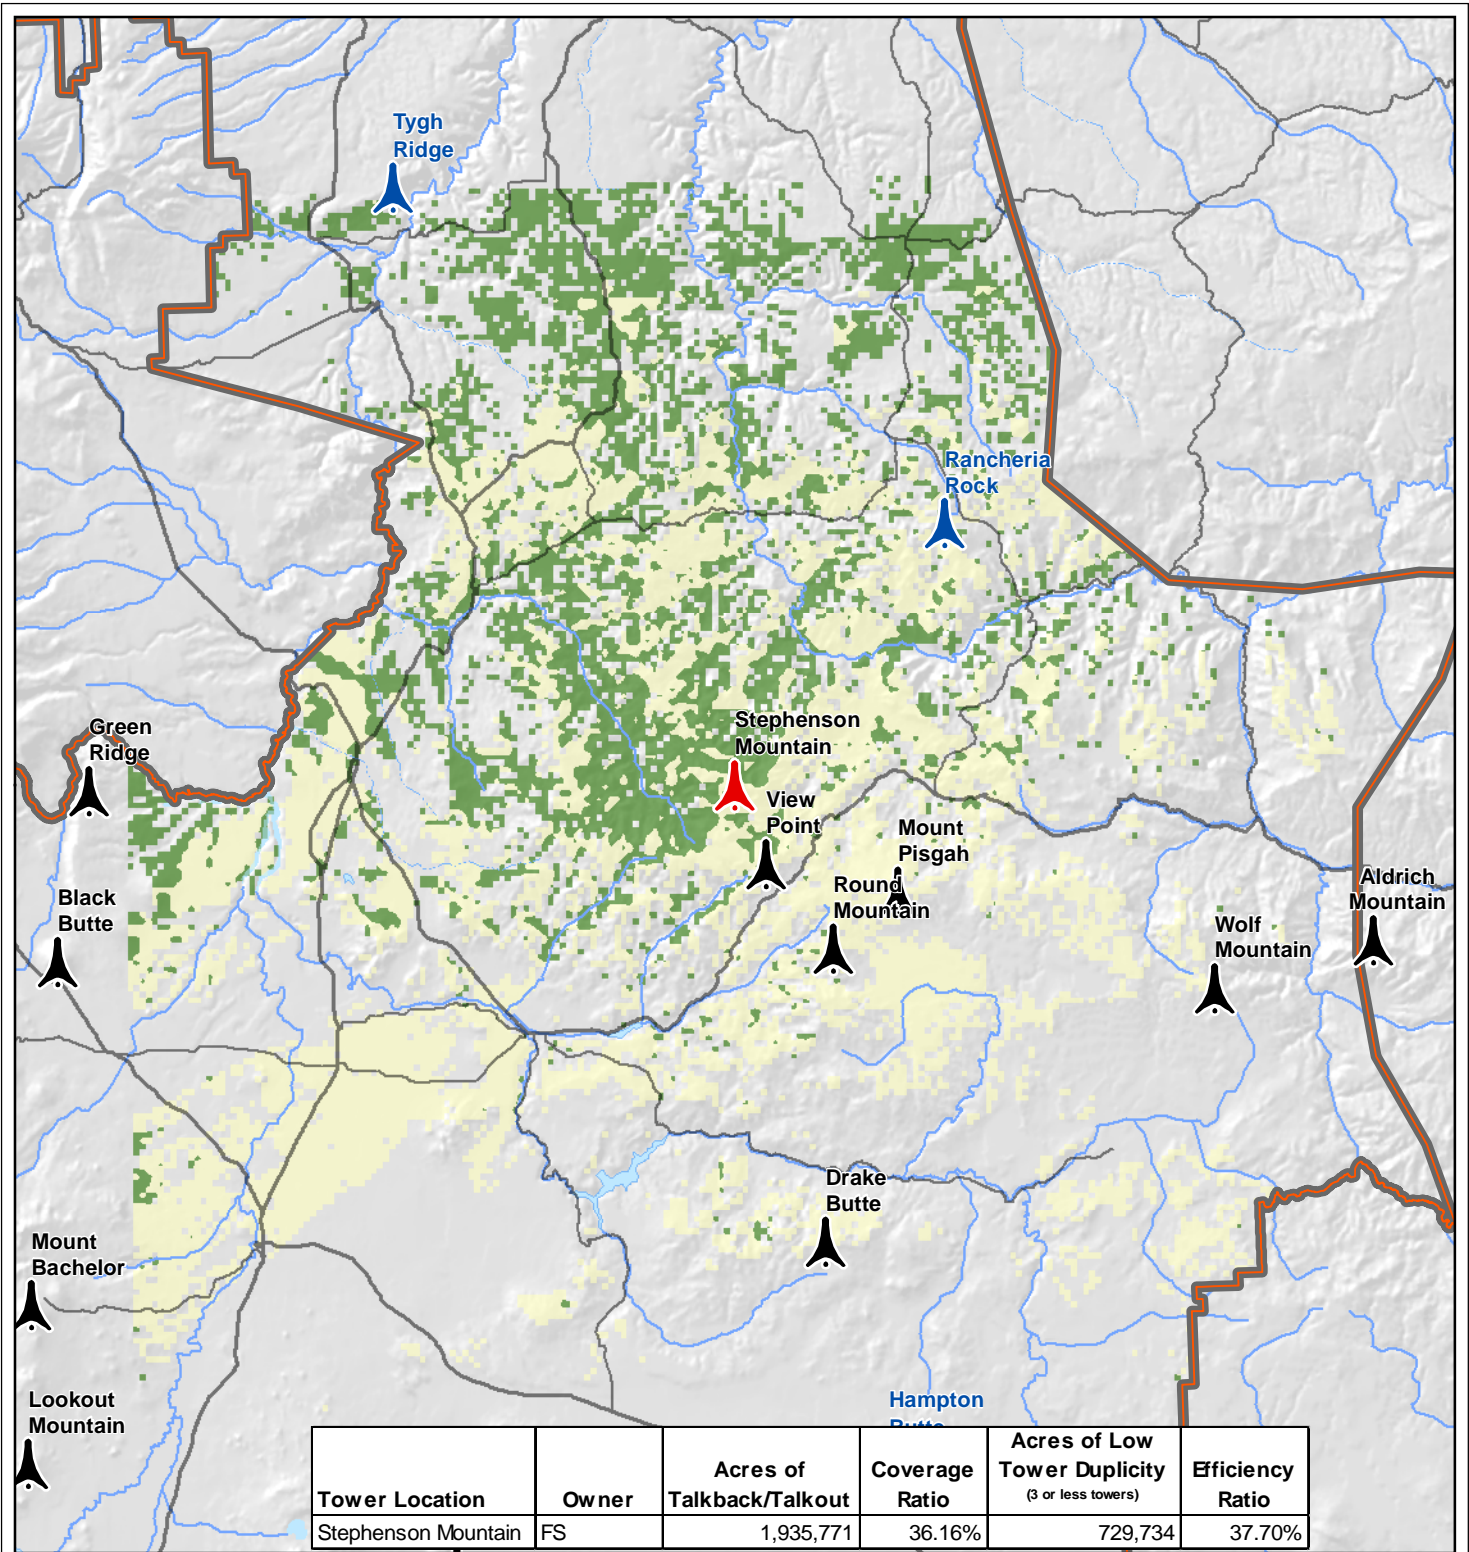 Tygh
Ridge
Rancheria
Rock
Stephenson
Mountain
Green
Ridge
View
Point
Mount
Pisgah
Round
Mountain
Black
Butte
Aldrich
Mountain
Wolf
Mountain
Drake
Butte
Mount
Bachelor
Lookout
Mountain
Hampton
Butte
Tower Location Owner Acres of Talkback/Talkout Coverage Ratio Acres of Low Tower Duplicity (3 or less towers) Efficiency Ratio
Stephenson Mountain FS 1,935,771 36.16% 729,734 37.70%